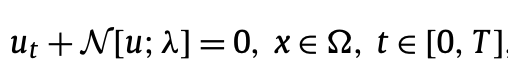 u_t + 𝒩[u; λ] = 0, x ∈ Ω, t ∈ [0, T],